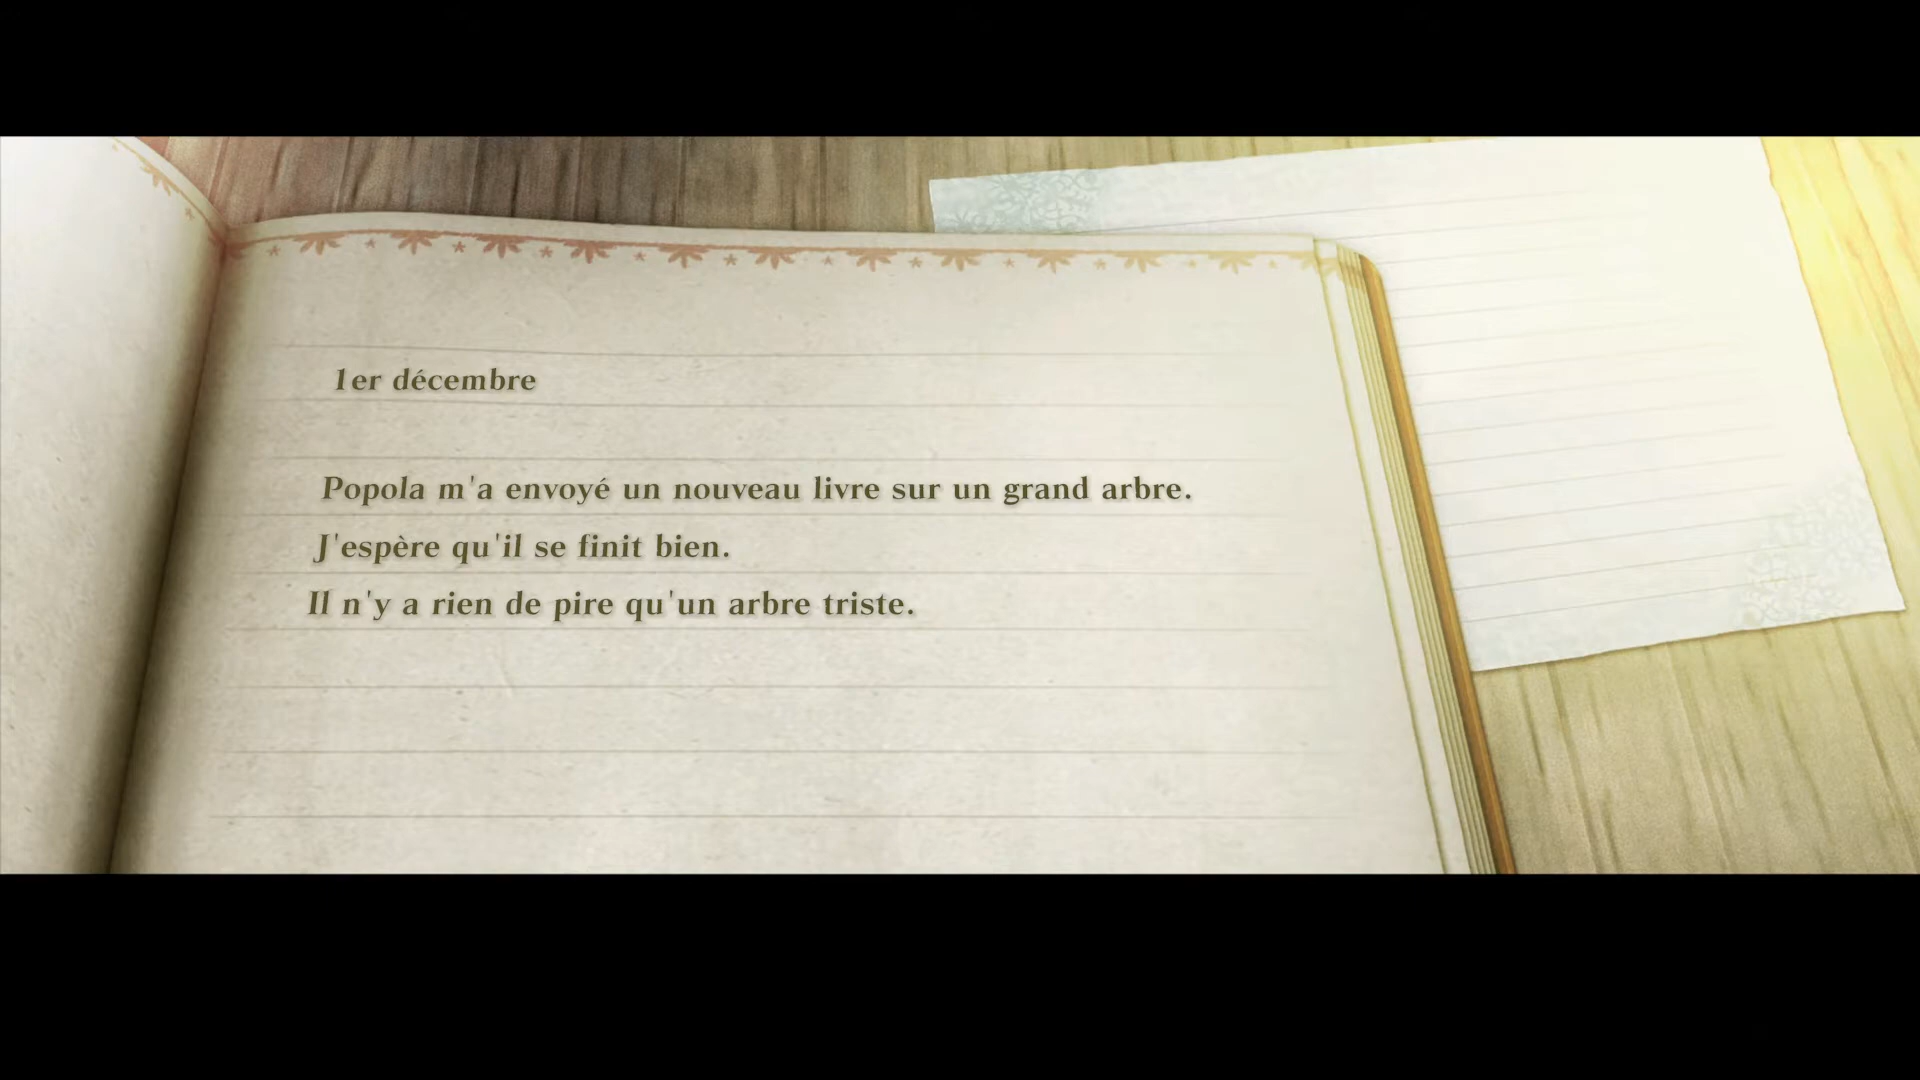 1er décembre
Popola m'a envoyé un nouveau livre sur un grand arbre.
J'espère qu'il se finit bien.
Il n'y a rien de pire qu'un arbre triste.